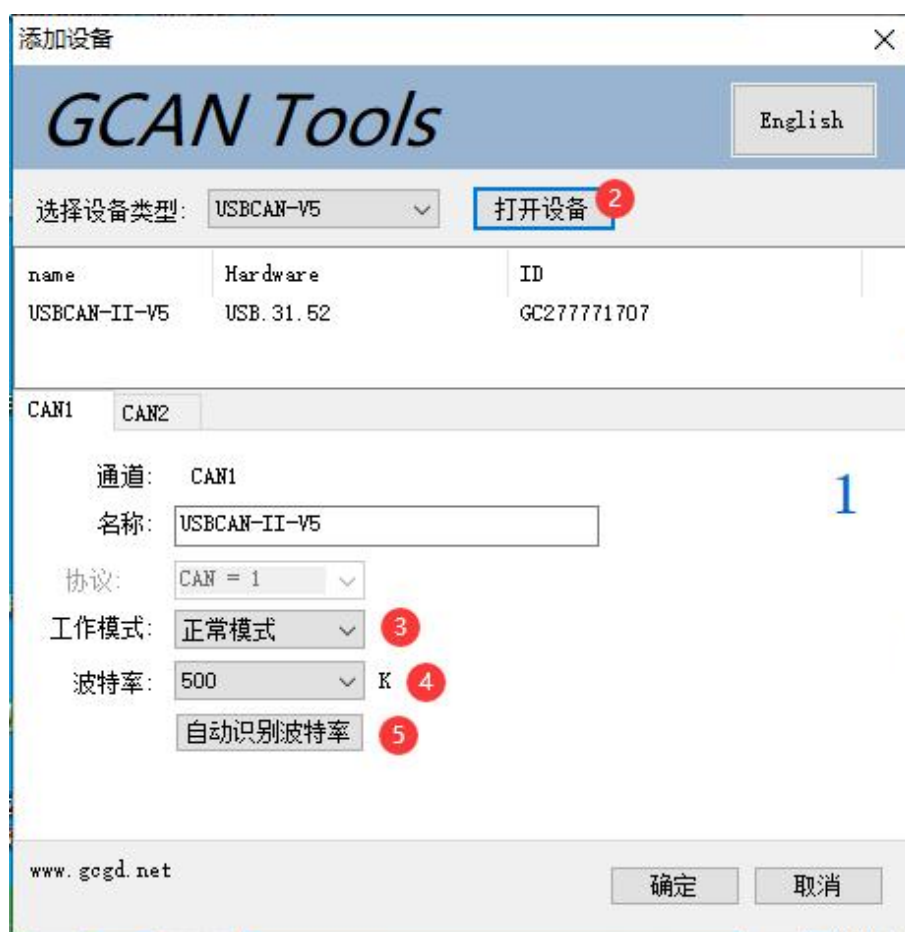 添加设备
GCAN Tools
English
选择设备类型: USBCAN-V5 打开设备 2
name Hardware ID
USBCAN-II-V5 USB.31.52 GC277771707
CAN1 CAN2
通道: CAN1
1
名称: USBCAN-II-V5
协议: CAN = 1
工作模式: 正常模式 3
波特率: 500 K 4
自动识别波特率 5
www.gcgd.net
确定 取消